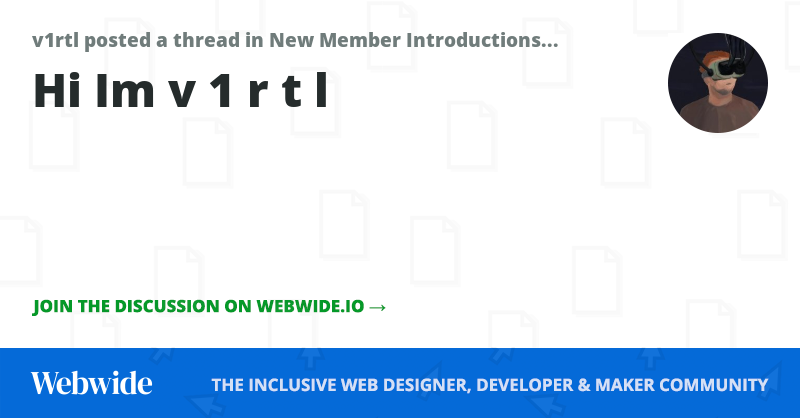 v1rtl posted a thread in New Member Introductions...
Hi Im v 1 r t l
JOIN THE DISCUSSION ON WEBWIDE.IO →
Webwide
THE INCLUSIVE WEB DESIGNER, DEVELOPER & MAKER COMMUNITY